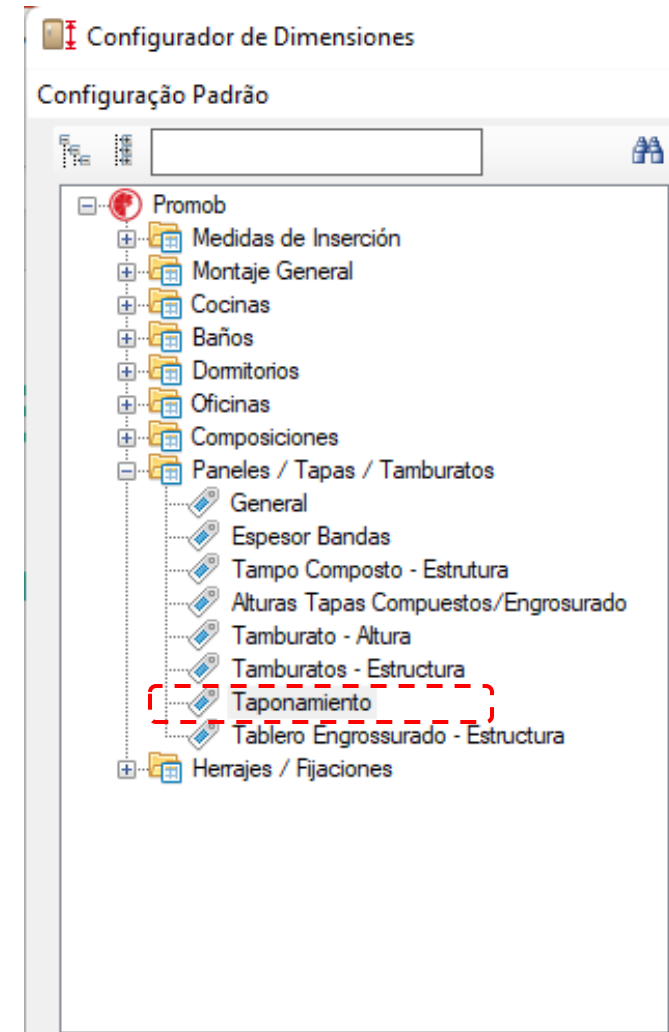 Configurador de Dimensiones
Configuração Padrão
Promob
Medidas de Inserción
Montaje General
Cocinas
Baños
Dormitorios
Oficinas
Composiciones
Paneles / Tapas / Tamburatos
General
Espesor Bandas
Tampo Composto - Estrutura
Alturas Tapas Compuestos/Engrosurado
Tamburato - Altura
Tamburatos - Estructura
Taponamiento
Tablero Engrossurado - Estructura
Herrajes / Fijaciones